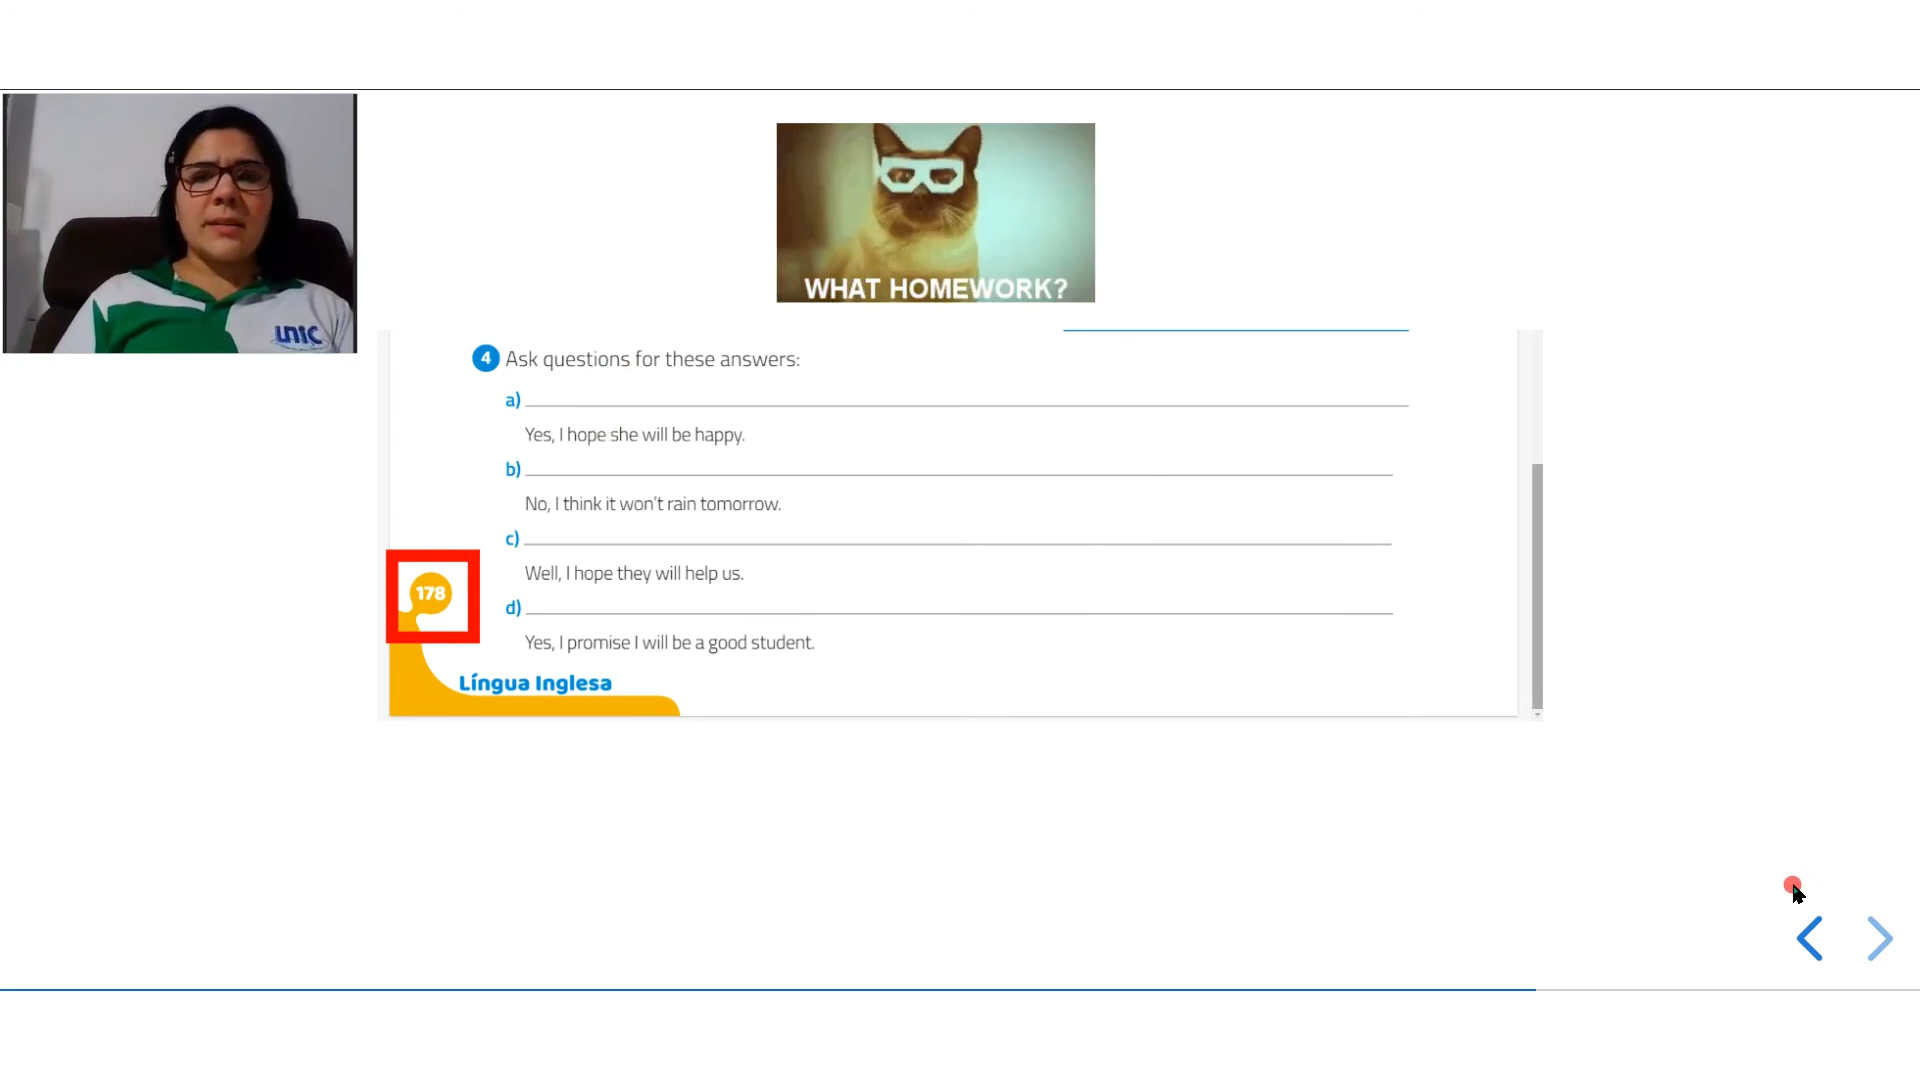 unic
WHAT HOMEWORK?
4 Ask questions for these answers:
a)
Yes, I hope she will be happy.
b)
No, I think it won't rain tomorrow.
c)
Well, I hope they will help us.
178
d)
Yes, I promise I will be a good student.
Língua Inglesa